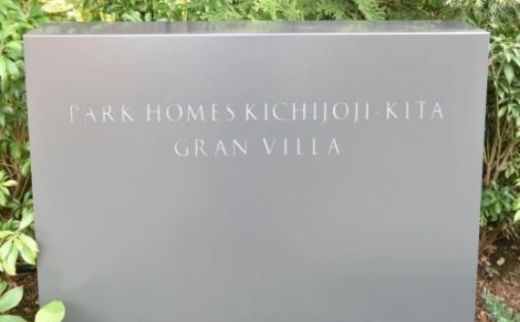 PARK HOMES KICHIJOJI-KITA
GRAN VILLA